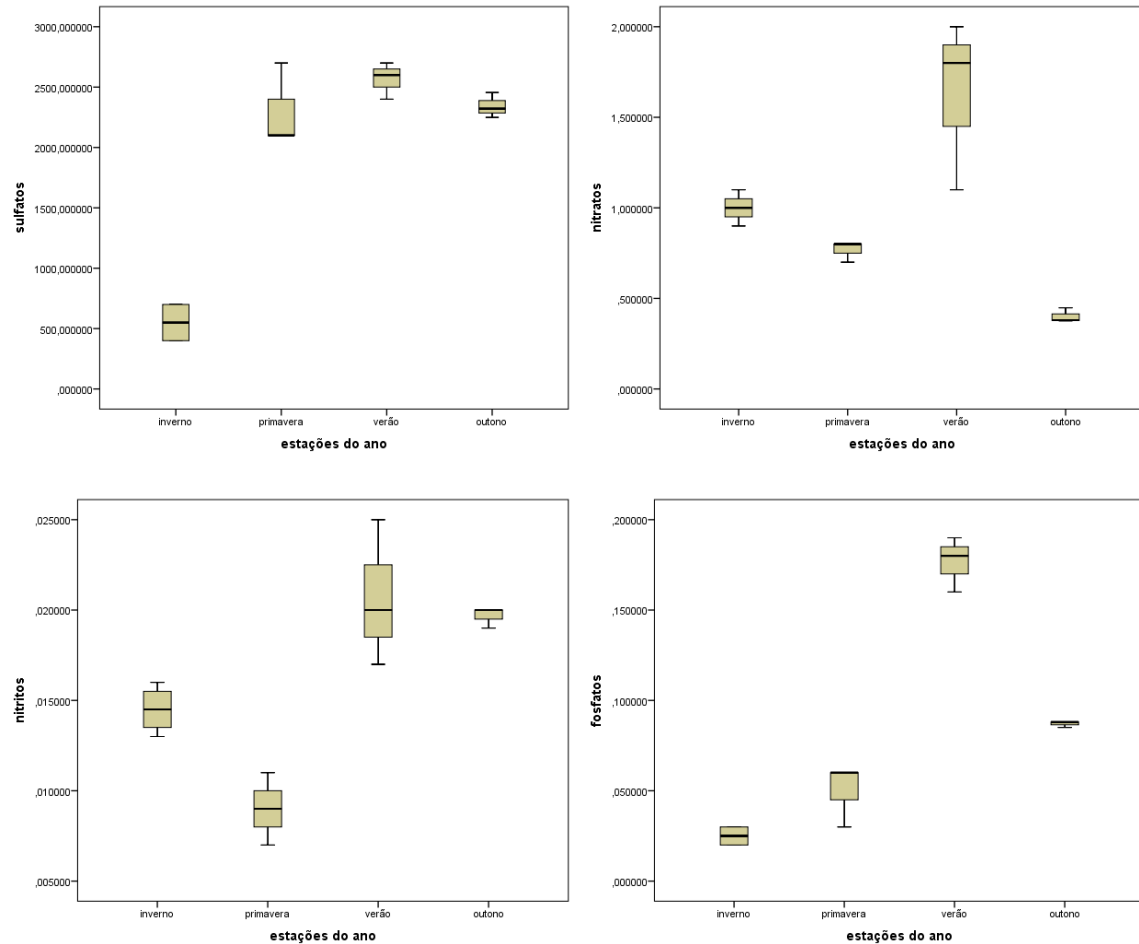 sulfatos
3000,000000
2500,000000
2000,000000
1500,000000
1000,000000
500,000000
,000000
inverno primavera verão outono
estações do ano
nitratos
2,000000
1,500000
1,000000
,500000
,000000
inverno primavera verão outono
estações do ano
nitritos
,025000
,020000
,015000
,010000
,005000
inverno primavera verão outono
estações do ano
fosfatos
,200000
,150000
,100000
,050000
,000000
inverno primavera verão outono
estações do ano